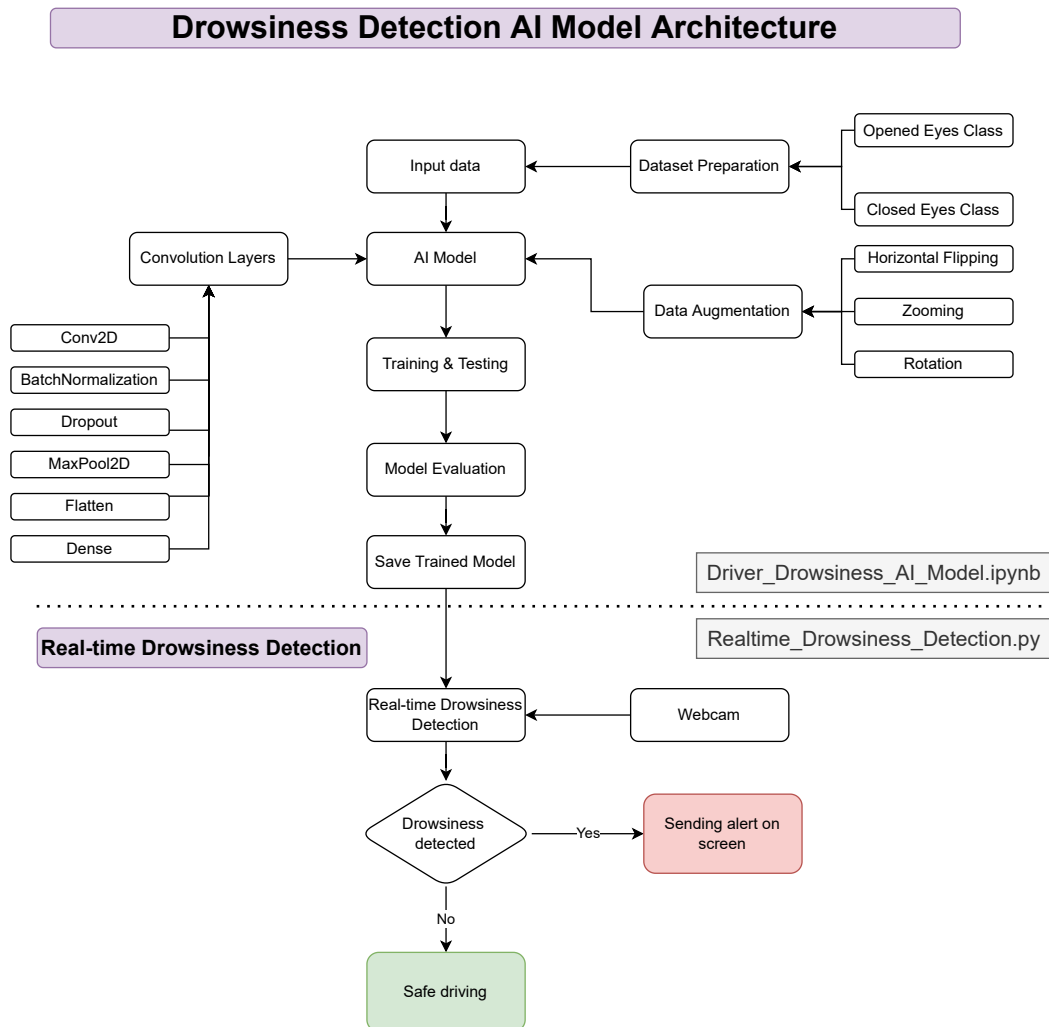 Drowsiness Detection AI Model Architecture
Opened Eyes Class
Input data
Dataset Preparation
Closed Eyes Class
Convolution Layers
AI Model
Horizontal Flipping
Data Augmentation
Zooming
Rotation
Conv2D
BatchNormalization
Dropout
MaxPool2D
Flatten
Dense
Training & Testing
Model Evaluation
Save Trained Model
Driver_Drowsiness_AI_Model.ipynb
Realtime_Drowsiness_Detection.py
Real-time Drowsiness Detection
Real-time Drowsiness
Detection
Webcam
Drowsiness
detected
Yes
Sending alert on
screen
No
Safe driving